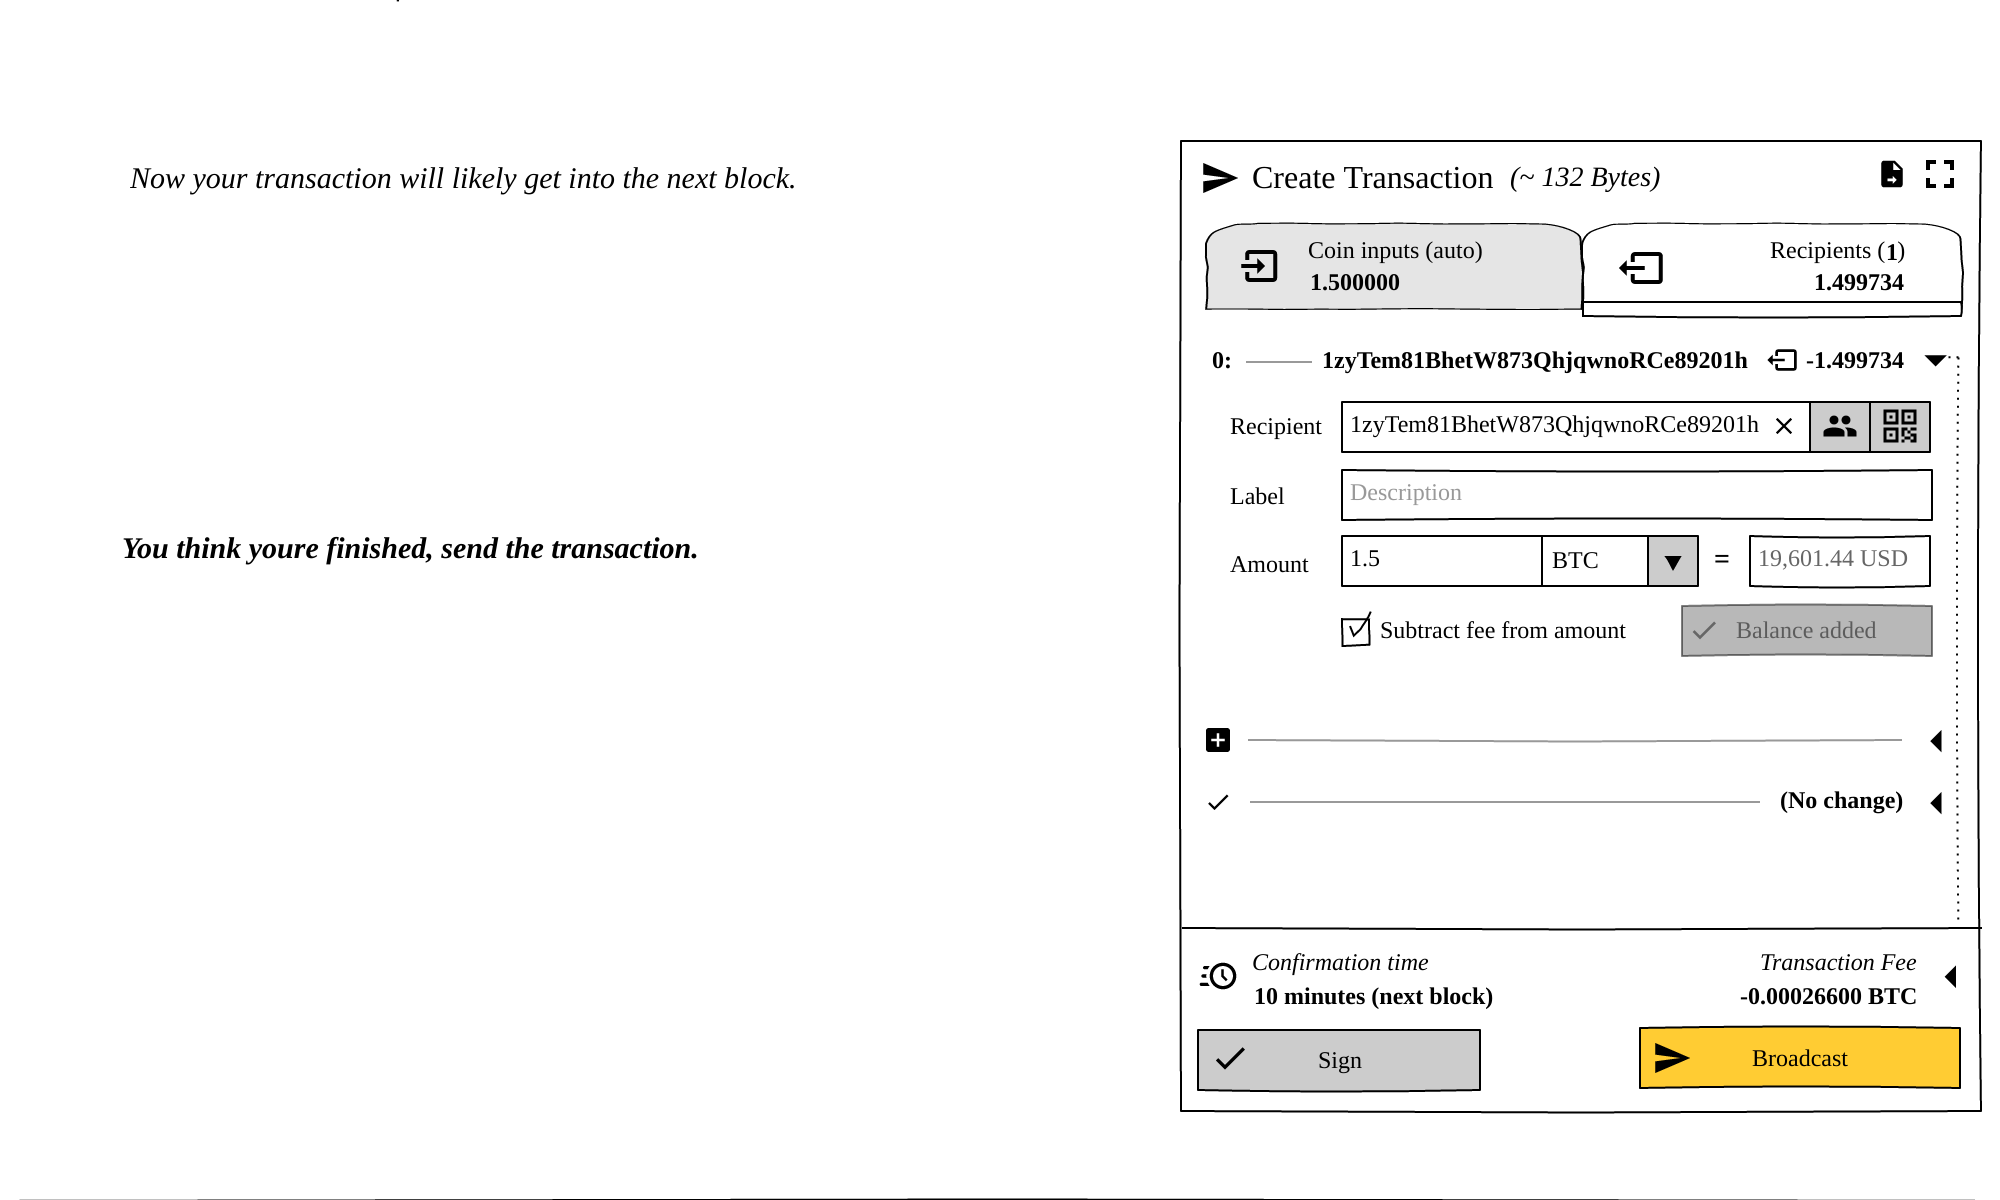 Now your transaction will likely get into the next block.
You think youre finished, send the transaction.
Create Transaction (~ 132 Bytes)
Coin inputs (auto)
1.500000
Recipients (1)
1.499734
0: 1zyTem81BhetW873QhjqwnoRCe89201h -1.499734
Recipient 1zyTem81BhetW873QhjqwnoRCe89201h
Label Description
Amount 1.5 BTC = 19,601.44 USD
Subtract fee from amount Balance added
(No change)
Confirmation time Transaction Fee
10 minutes (next block) -0.00026600 BTC
Sign Broadcast